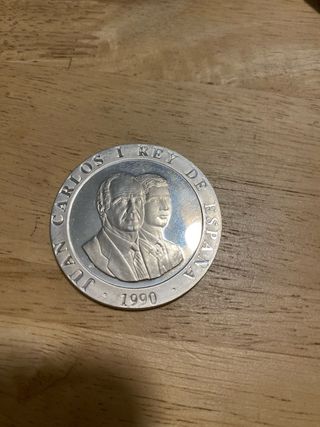 JUAN CARLOS I REY DE ESPAÑA
· 1990 ·